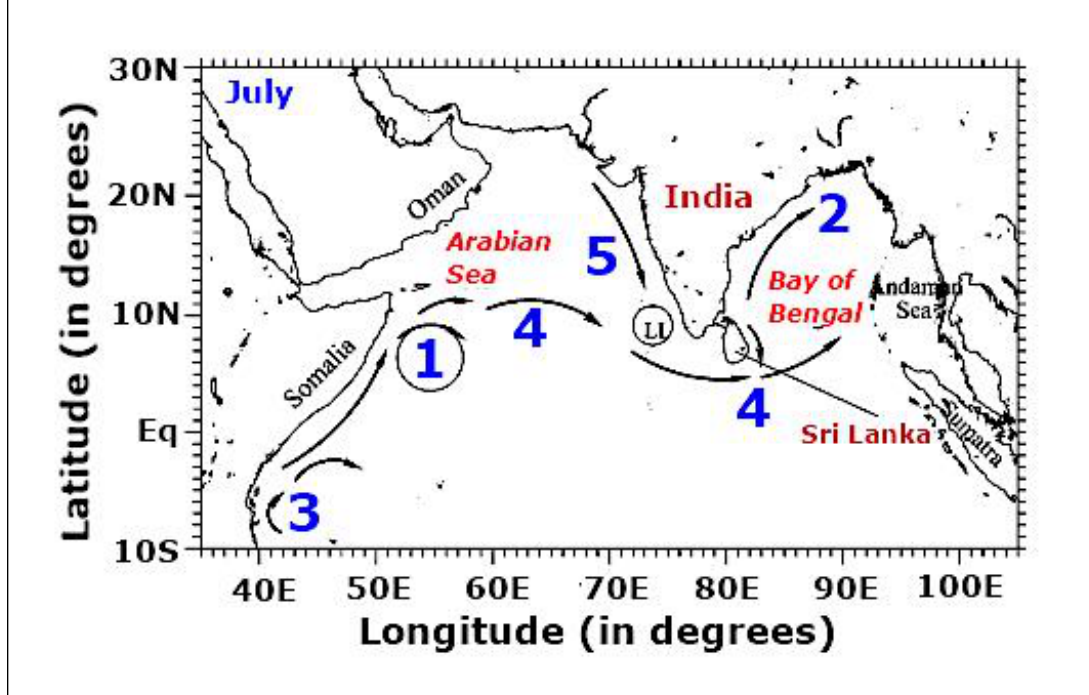 30N
July
Oman
India
20N
2
Arabian
Sea
5
Bay of
Bengal
Andaman
Sea
10N
LI
4
1
Somalia
4
Sri Lanka
Sumatra
Eq
3
10S
40E 50E 60E 70E 80E 90E 100E
Longitude (in degrees)
Latitude (in degrees)